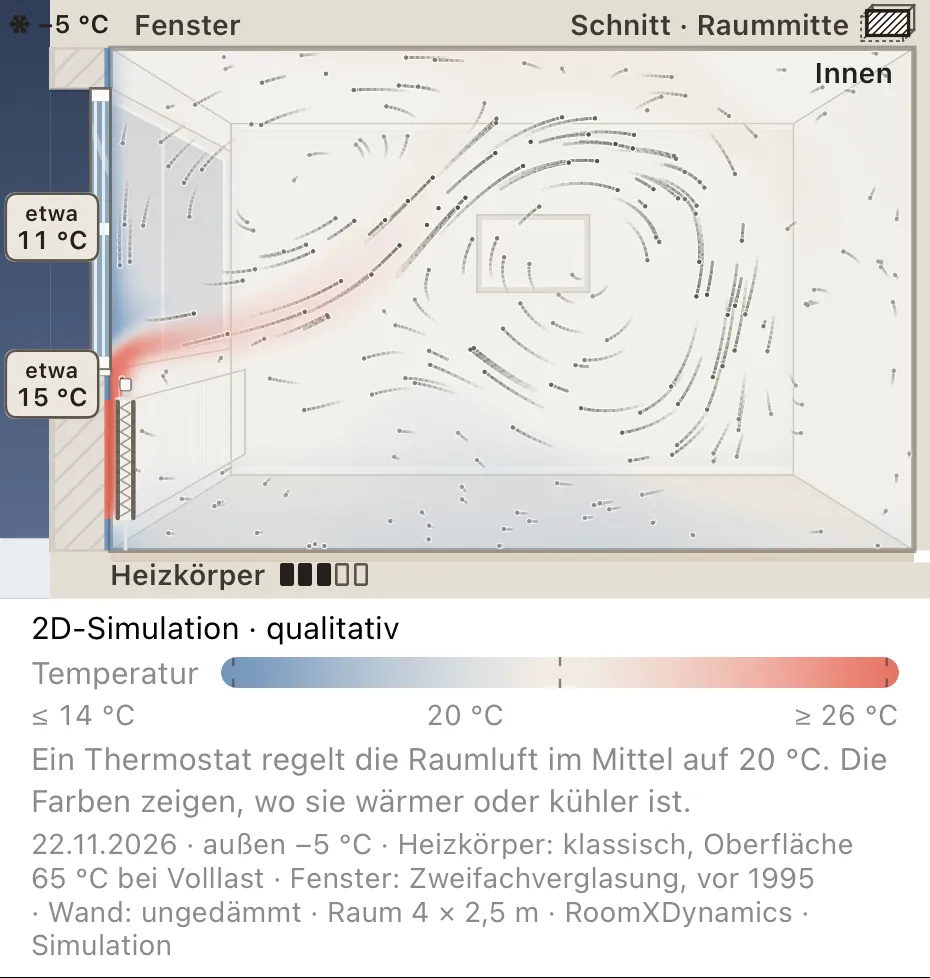 −5 °C Fenster
Schnitt · Raummitte
Innen
etwa
11 °C
etwa
15 °C
Heizkörper
2D-Simulation · qualitativ
Temperatur
≤ 14 °C 20 °C ≥ 26 °C
Ein Thermostat regelt die Raumluft im Mittel auf 20 °C. Die
Farben zeigen, wo sie wärmer oder kühler ist.
22.11.2026 · außen −5 °C · Heizkörper: klassisch, Oberfläche
65 °C bei Volllast · Fenster: Zweifachverglasung, vor 1995
· Wand: ungedämmt · Raum 4 × 2,5 m · RoomXDynamics ·
Simulation